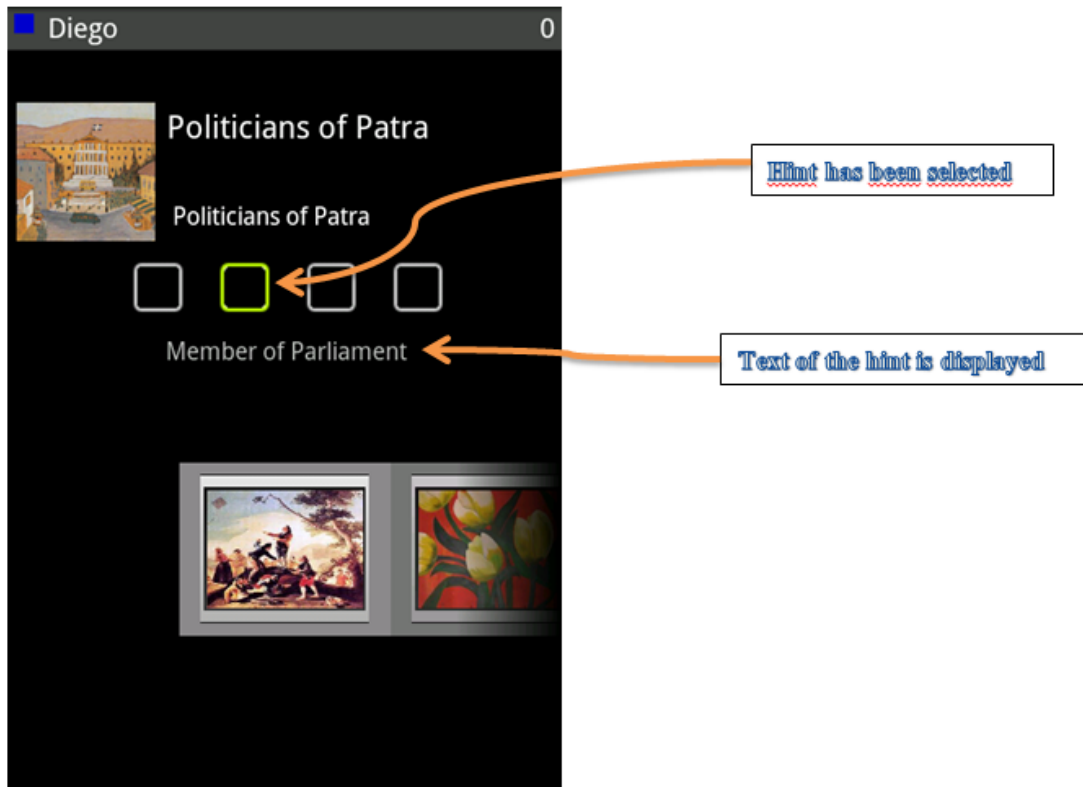 Diego 0
Politicians of Patra
Politicians of Patra
Hint has been selected
Member of Parliament
Text of the hint is displayed